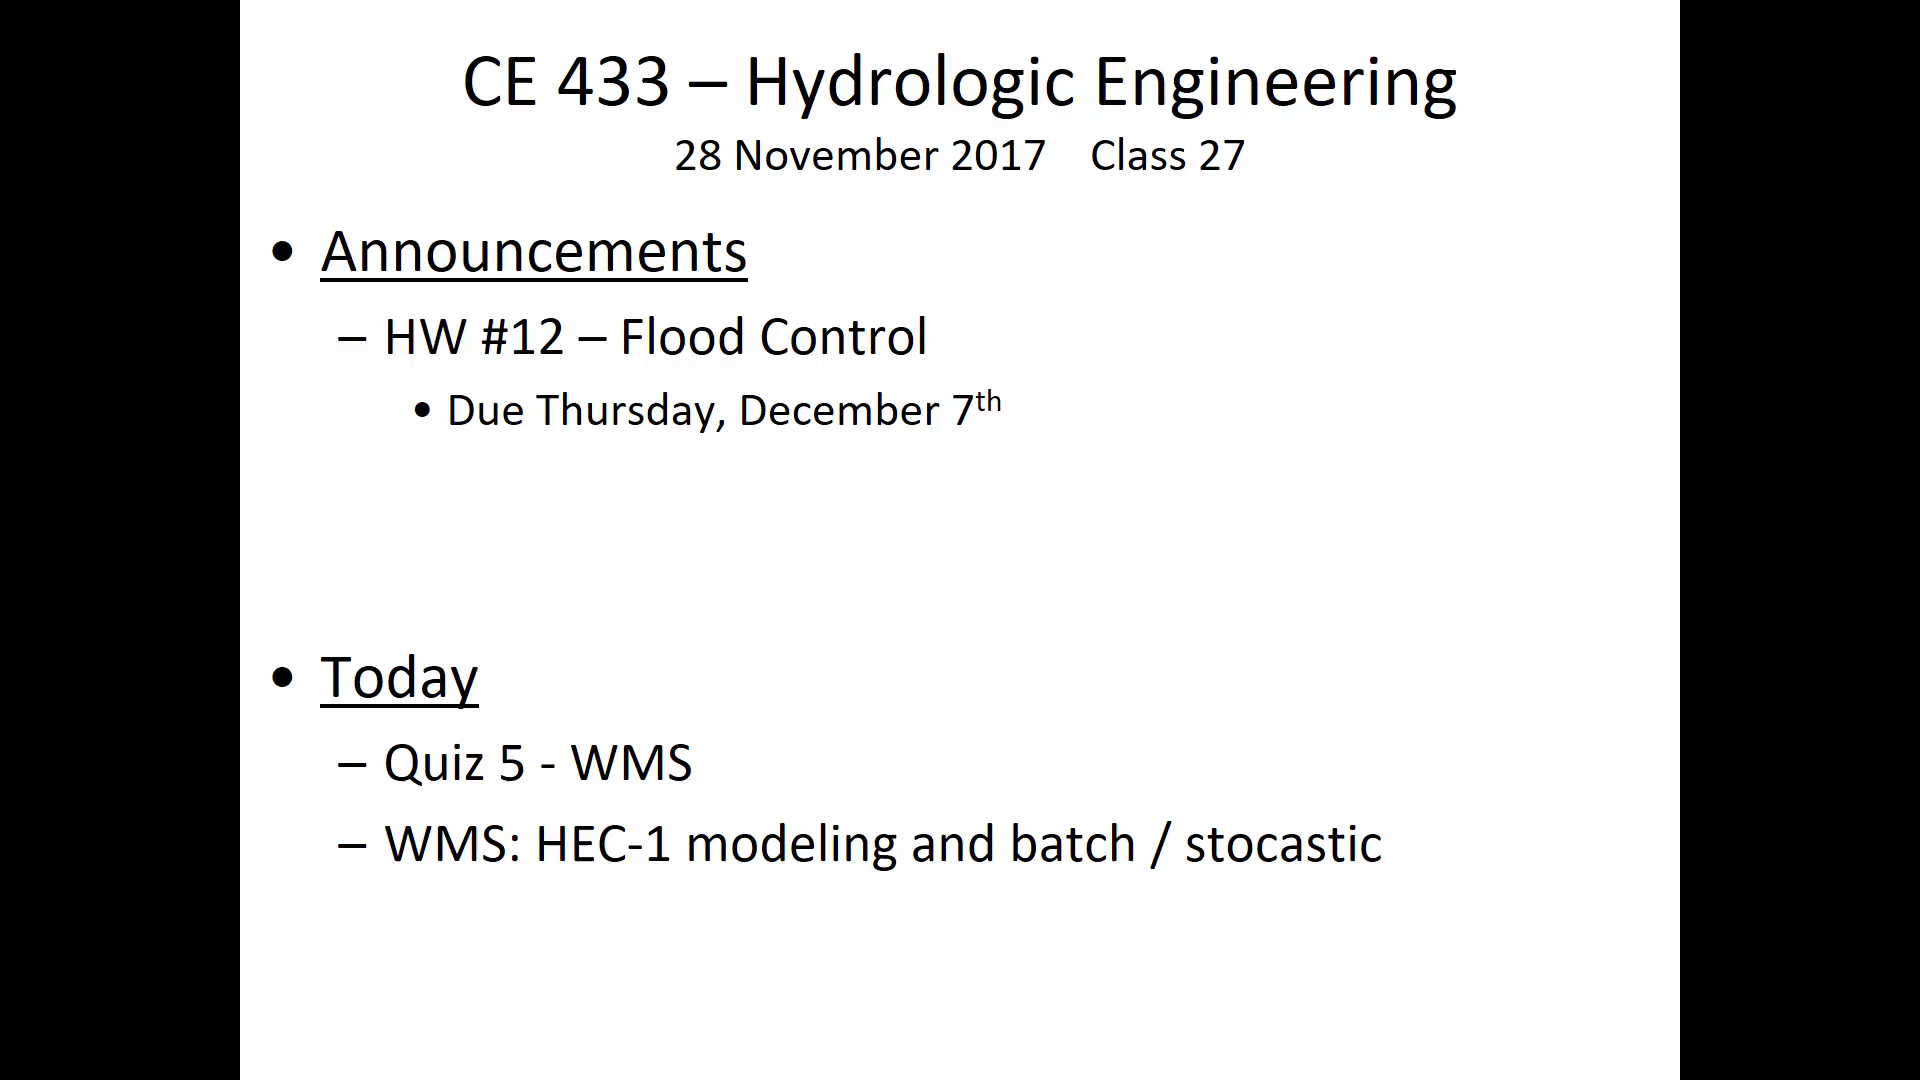 CE 433 – Hydrologic Engineering
28 November 2017 Class 27
• Announcements
– HW #12 – Flood Control
• Due Thursday, December 7th
• Today
– Quiz 5 - WMS
– WMS: HEC-1 modeling and batch / stocastic